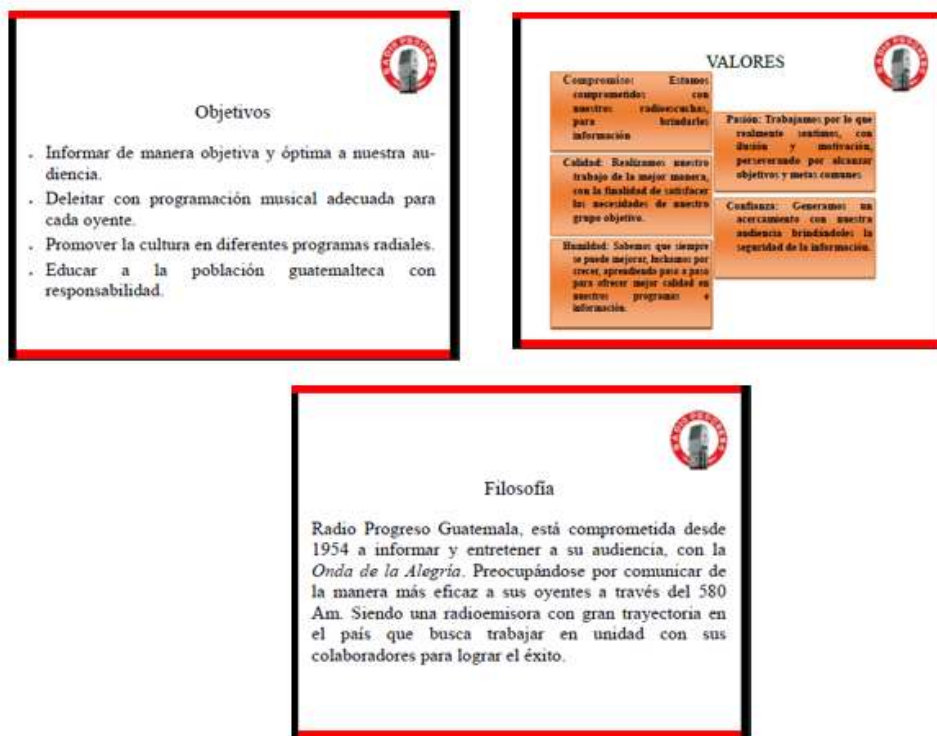 RADIO PROGRESO
Objetivos
• Informar de manera objetiva y óptima a nuestra au-
diencia.
• Deleitar con programación musical adecuada para
cada oyente.
• Promover la cultura en diferentes programas radiales.
• Educar a la población guatemalteca con
responsabilidad.
RADIO PROGRESO
VALORES
Compromiso: Estamos
comprometidos con
nuestros radioescuchas,
para brindarles
información
Calidad: Realizamos nuestro
trabajo de la mejor manera,
con la finalidad de satisfacer
las necesidades de nuestro
grupo objetivo.
Humildad: Sabemos que siempre
se puede mejorar, luchamos por
crecer, aprendiendo paso a paso
para ofrecer mejor calidad en
nuestros programas e
información.
Pasión: Trabajamos por lo que
realmente sentimos, con
ilusión y motivación,
perseverando por alcanzar
objetivos y metas comunes
Confianza: Generamos un
acercamiento con nuestra
audiencia brindándoles la
seguridad de la información.
RADIO PROGRESO
Filosofía
Radio Progreso Guatemala, está comprometida desde
1954 a informar y entretener a su audiencia, con la
Onda de la Alegría. Preocupándose por comunicar de
la manera más eficaz a sus oyentes a través del 580
Am. Siendo una radioemisora con gran trayectoria en
el país que busca trabajar en unidad con sus
colaboradores para lograr el éxito.